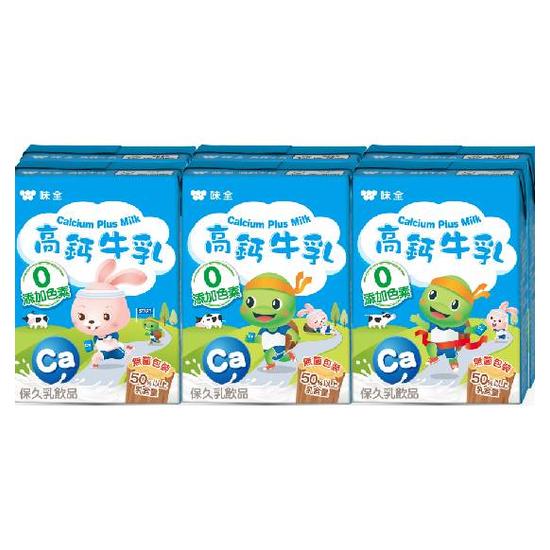 味全
Calcium Plus Milk
高鈣牛乳
0
添加色素
Ca
無菌包裝
50%以上
乳含量
保久乳飲品
味全
Calcium Plus Milk
高鈣牛乳
0
添加色素
Ca
無菌包裝
50%以上
乳含量
保久乳飲品
味全
Calcium Plus Milk
高鈣牛乳
0
添加色素
Ca
無菌包裝
50%以上
乳含量
保久乳飲品